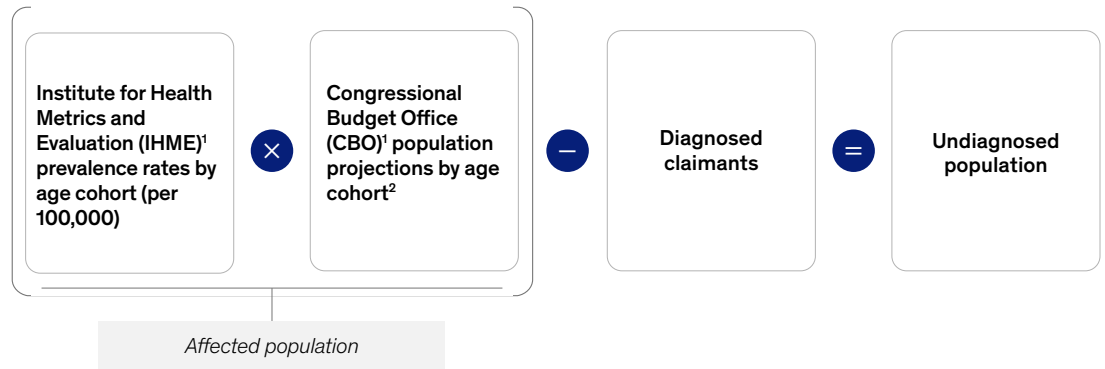 Institute for Health
Metrics and
Evaluation (IHME)¹
prevalence rates by
age cohort (per
100,000)
×
Congressional
Budget Office
(CBO)¹ population
projections by age
cohort²
−
Diagnosed
claimants
=
Undiagnosed
population
Affected population